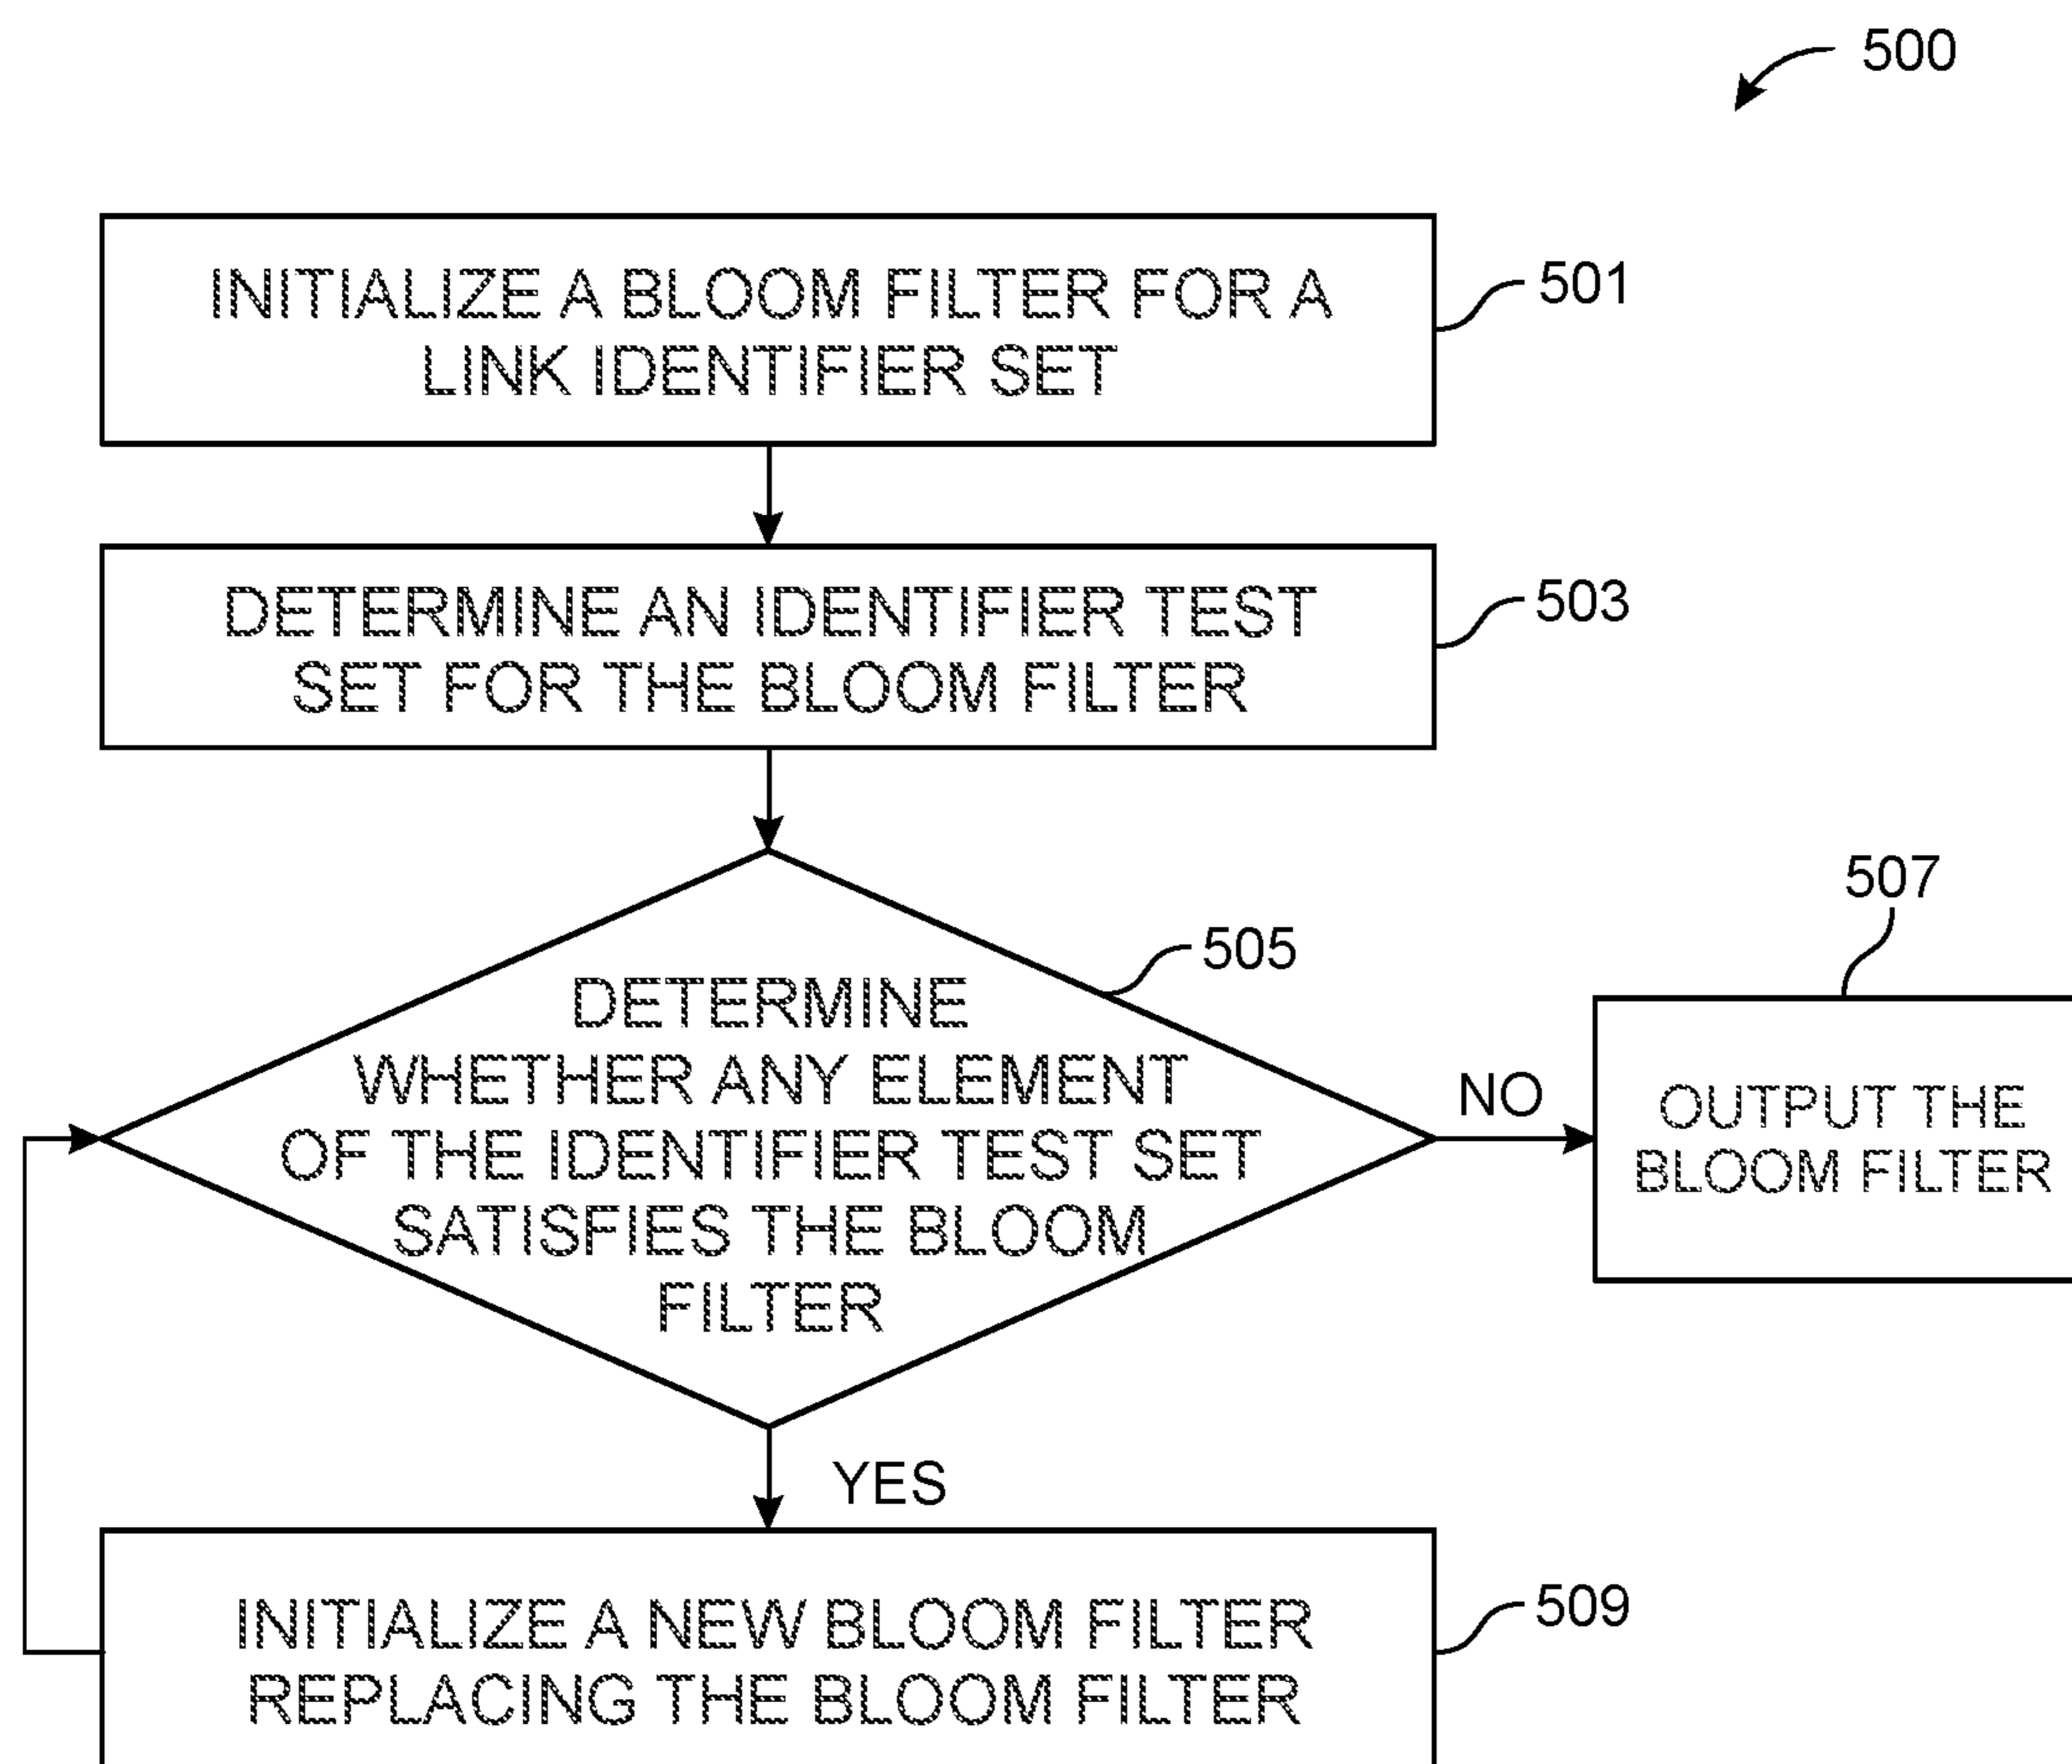 500
INITIALIZE A BLOOM FILTER FOR A
LINK IDENTIFIER SET
501
DETERMINE AN IDENTIFIER TEST
SET FOR THE BLOOM FILTER
503
505
DETERMINE
WHETHER ANY ELEMENT
OF THE IDENTIFIER TEST SET
SATISFIES THE BLOOM
FILTER
NO
507
OUTPUT THE
BLOOM FILTER
YES
INITIALIZE A NEW BLOOM FILTER
REPLACING THE BLOOM FILTER
509